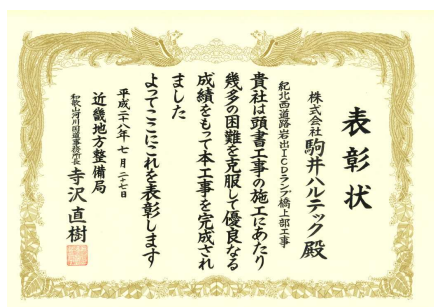 表彰状
株式会社駒井ハルテック殿
紀北西道路岩出ICDランプ橋上部工事
貴社は頭書工事の施工にあたり
幾多の困難を克服して優良なる
成績をもって本工事を完成され
ました
よってここにこれを表彰します
平成二十八年七月二十七日
近畿地方整備局
和歌山河川国道事務所長 寺沢直樹